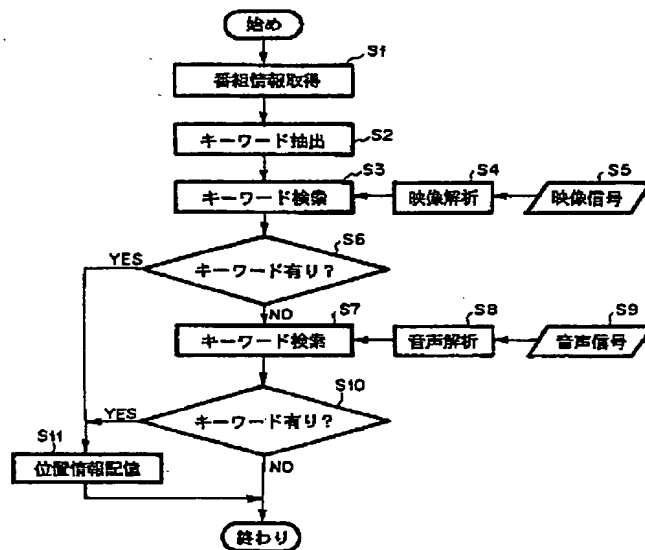 始め
S1
番組情報取得
S2
キーワード抽出
S3
キーワード検索
S4
映像解析
S5
映像信号
S6
キーワード有り?
YES
NO
S7
キーワード検索
S8
音声解析
S9
音声信号
S10
キーワード有り?
YES
NO
S11
位置情報記憶
終わり